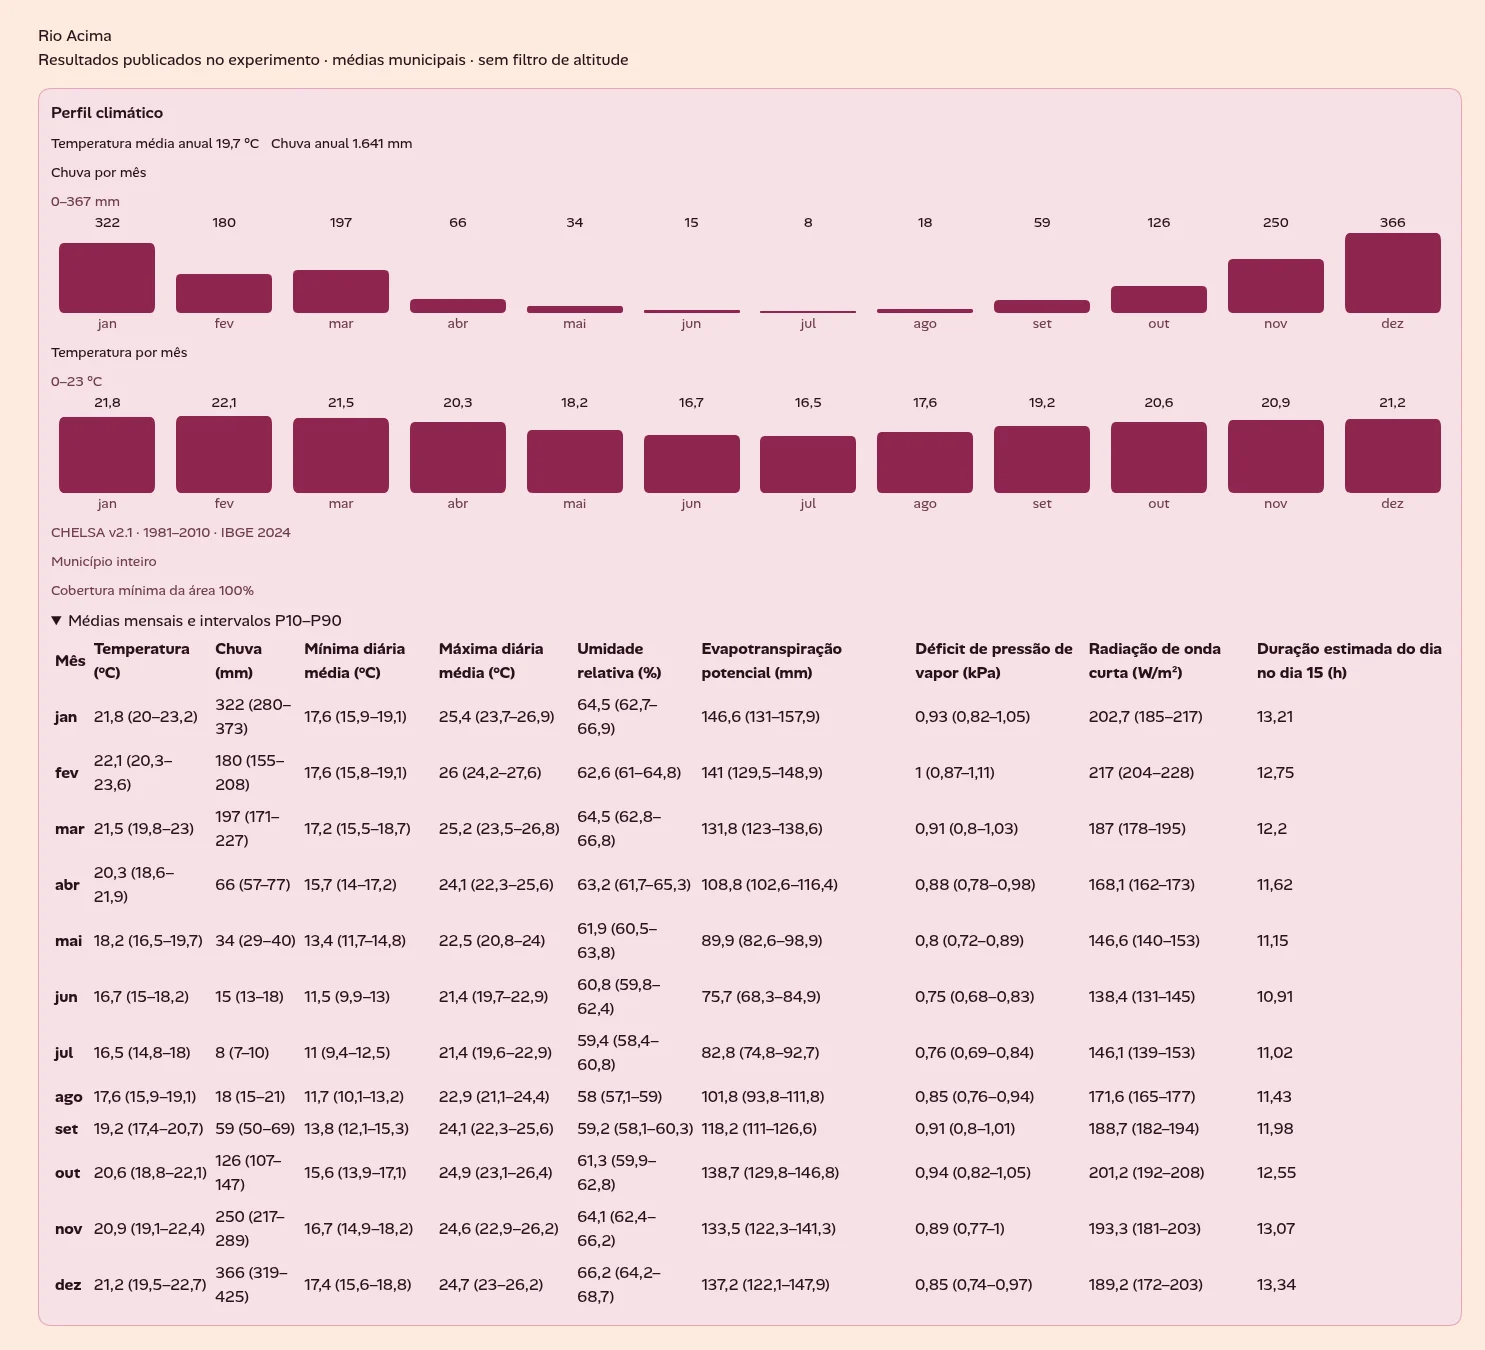 Rio Acima
Resultados publicados no experimento · médias municipais · sem filtro de altitude
Perfil climático
Temperatura média anual 19,7 °C Chuva anual 1.641 mm
Chuva por mês
0–367 mm
322 180 197 66 34 15 8 18 59 126 250 366
jan fev mar abr mai jun jul ago set out nov dez
Temperatura por mês
0–23 °C
21,8 22,1 21,5 20,3 18,2 16,7 16,5 17,6 19,2 20,6 20,9 21,2
jan fev mar abr mai jun jul ago set out nov dez
CHELSA v2.1 · 1981–2010 · IBGE 2024
Município inteiro
Cobertura mínima da área 100%
▼ Médias mensais e intervalos P10–P90
Mês Temperatura (°C) Chuva (mm) Mínima diária média (°C) Máxima diária média (°C) Umidade relativa (%) Evapotranspiração potencial (mm) Déficit de pressão de vapor (kPa) Radiação de onda curta (W/m²) Duração estimada do dia no dia 15 (h)
jan 21,8 (20–23,2) 322 (280–373) 17,6 (15,9–19,1) 25,4 (23,7–26,9) 64,5 (62,7–66,9) 146,6 (131–157,9) 0,93 (0,82–1,05) 202,7 (185–217) 13,21
fev 22,1 (20,3–23,6) 180 (155–208) 17,6 (15,8–19,1) 26 (24,2–27,6) 62,6 (61–64,8) 141 (129,5–148,9) 1 (0,87–1,11) 217 (204–228) 12,75
mar 21,5 (19,8–23) 197 (171–227) 17,2 (15,5–18,7) 25,2 (23,5–26,8) 64,5 (62,8–66,8) 131,8 (123–138,6) 0,91 (0,8–1,03) 187 (178–195) 12,2
abr 20,3 (18,6–21,9) 66 (57–77) 15,7 (14–17,2) 24,1 (22,3–25,6) 63,2 (61,7–65,3) 108,8 (102,6–116,4) 0,88 (0,78–0,98) 168,1 (162–173) 11,62
mai 18,2 (16,5–19,7) 34 (29–40) 13,4 (11,7–14,8) 22,5 (20,8–24) 61,9 (60,5–63,8) 89,9 (82,6–98,9) 0,8 (0,72–0,89) 146,6 (140–153) 11,15
jun 16,7 (15–18,2) 15 (13–18) 11,5 (9,9–13) 21,4 (19,7–22,9) 60,8 (59,8–62,4) 75,7 (68,3–84,9) 0,75 (0,68–0,83) 138,4 (131–145) 10,91
jul 16,5 (14,8–18) 8 (7–10) 11 (9,4–12,5) 21,4 (19,6–22,9) 59,4 (58,4–60,8) 82,8 (74,8–92,7) 0,76 (0,69–0,84) 146,1 (139–153) 11,02
ago 17,6 (15,9–19,1) 18 (15–21) 11,7 (10,1–13,2) 22,9 (21,1–24,4) 58 (57,1–59) 101,8 (93,8–111,8) 0,85 (0,76–0,94) 171,6 (165–177) 11,43
set 19,2 (17,4–20,7) 59 (50–69) 13,8 (12,1–15,3) 24,1 (22,3–25,6) 59,2 (58,1–60,3) 118,2 (111–126,6) 0,91 (0,8–1,01) 188,7 (182–194) 11,98
out 20,6 (18,8–22,1) 126 (107–147) 15,6 (13,9–17,1) 24,9 (23,1–26,4) 61,3 (59,9–62,8) 138,7 (129,8–146,8) 0,94 (0,82–1,05) 201,2 (192–208) 12,55
nov 20,9 (19,1–22,4) 250 (217–289) 16,7 (14,9–18,2) 24,6 (22,9–26,2) 64,1 (62,4–66,2) 133,5 (122,3–141,3) 0,89 (0,77–1) 193,3 (181–203) 13,07
dez 21,2 (19,5–22,7) 366 (319–425) 17,4 (15,6–18,8) 24,7 (23–26,2) 66,2 (64,2–68,7) 137,2 (122,1–147,9) 0,85 (0,74–0,97) 189,2 (172–203) 13,34